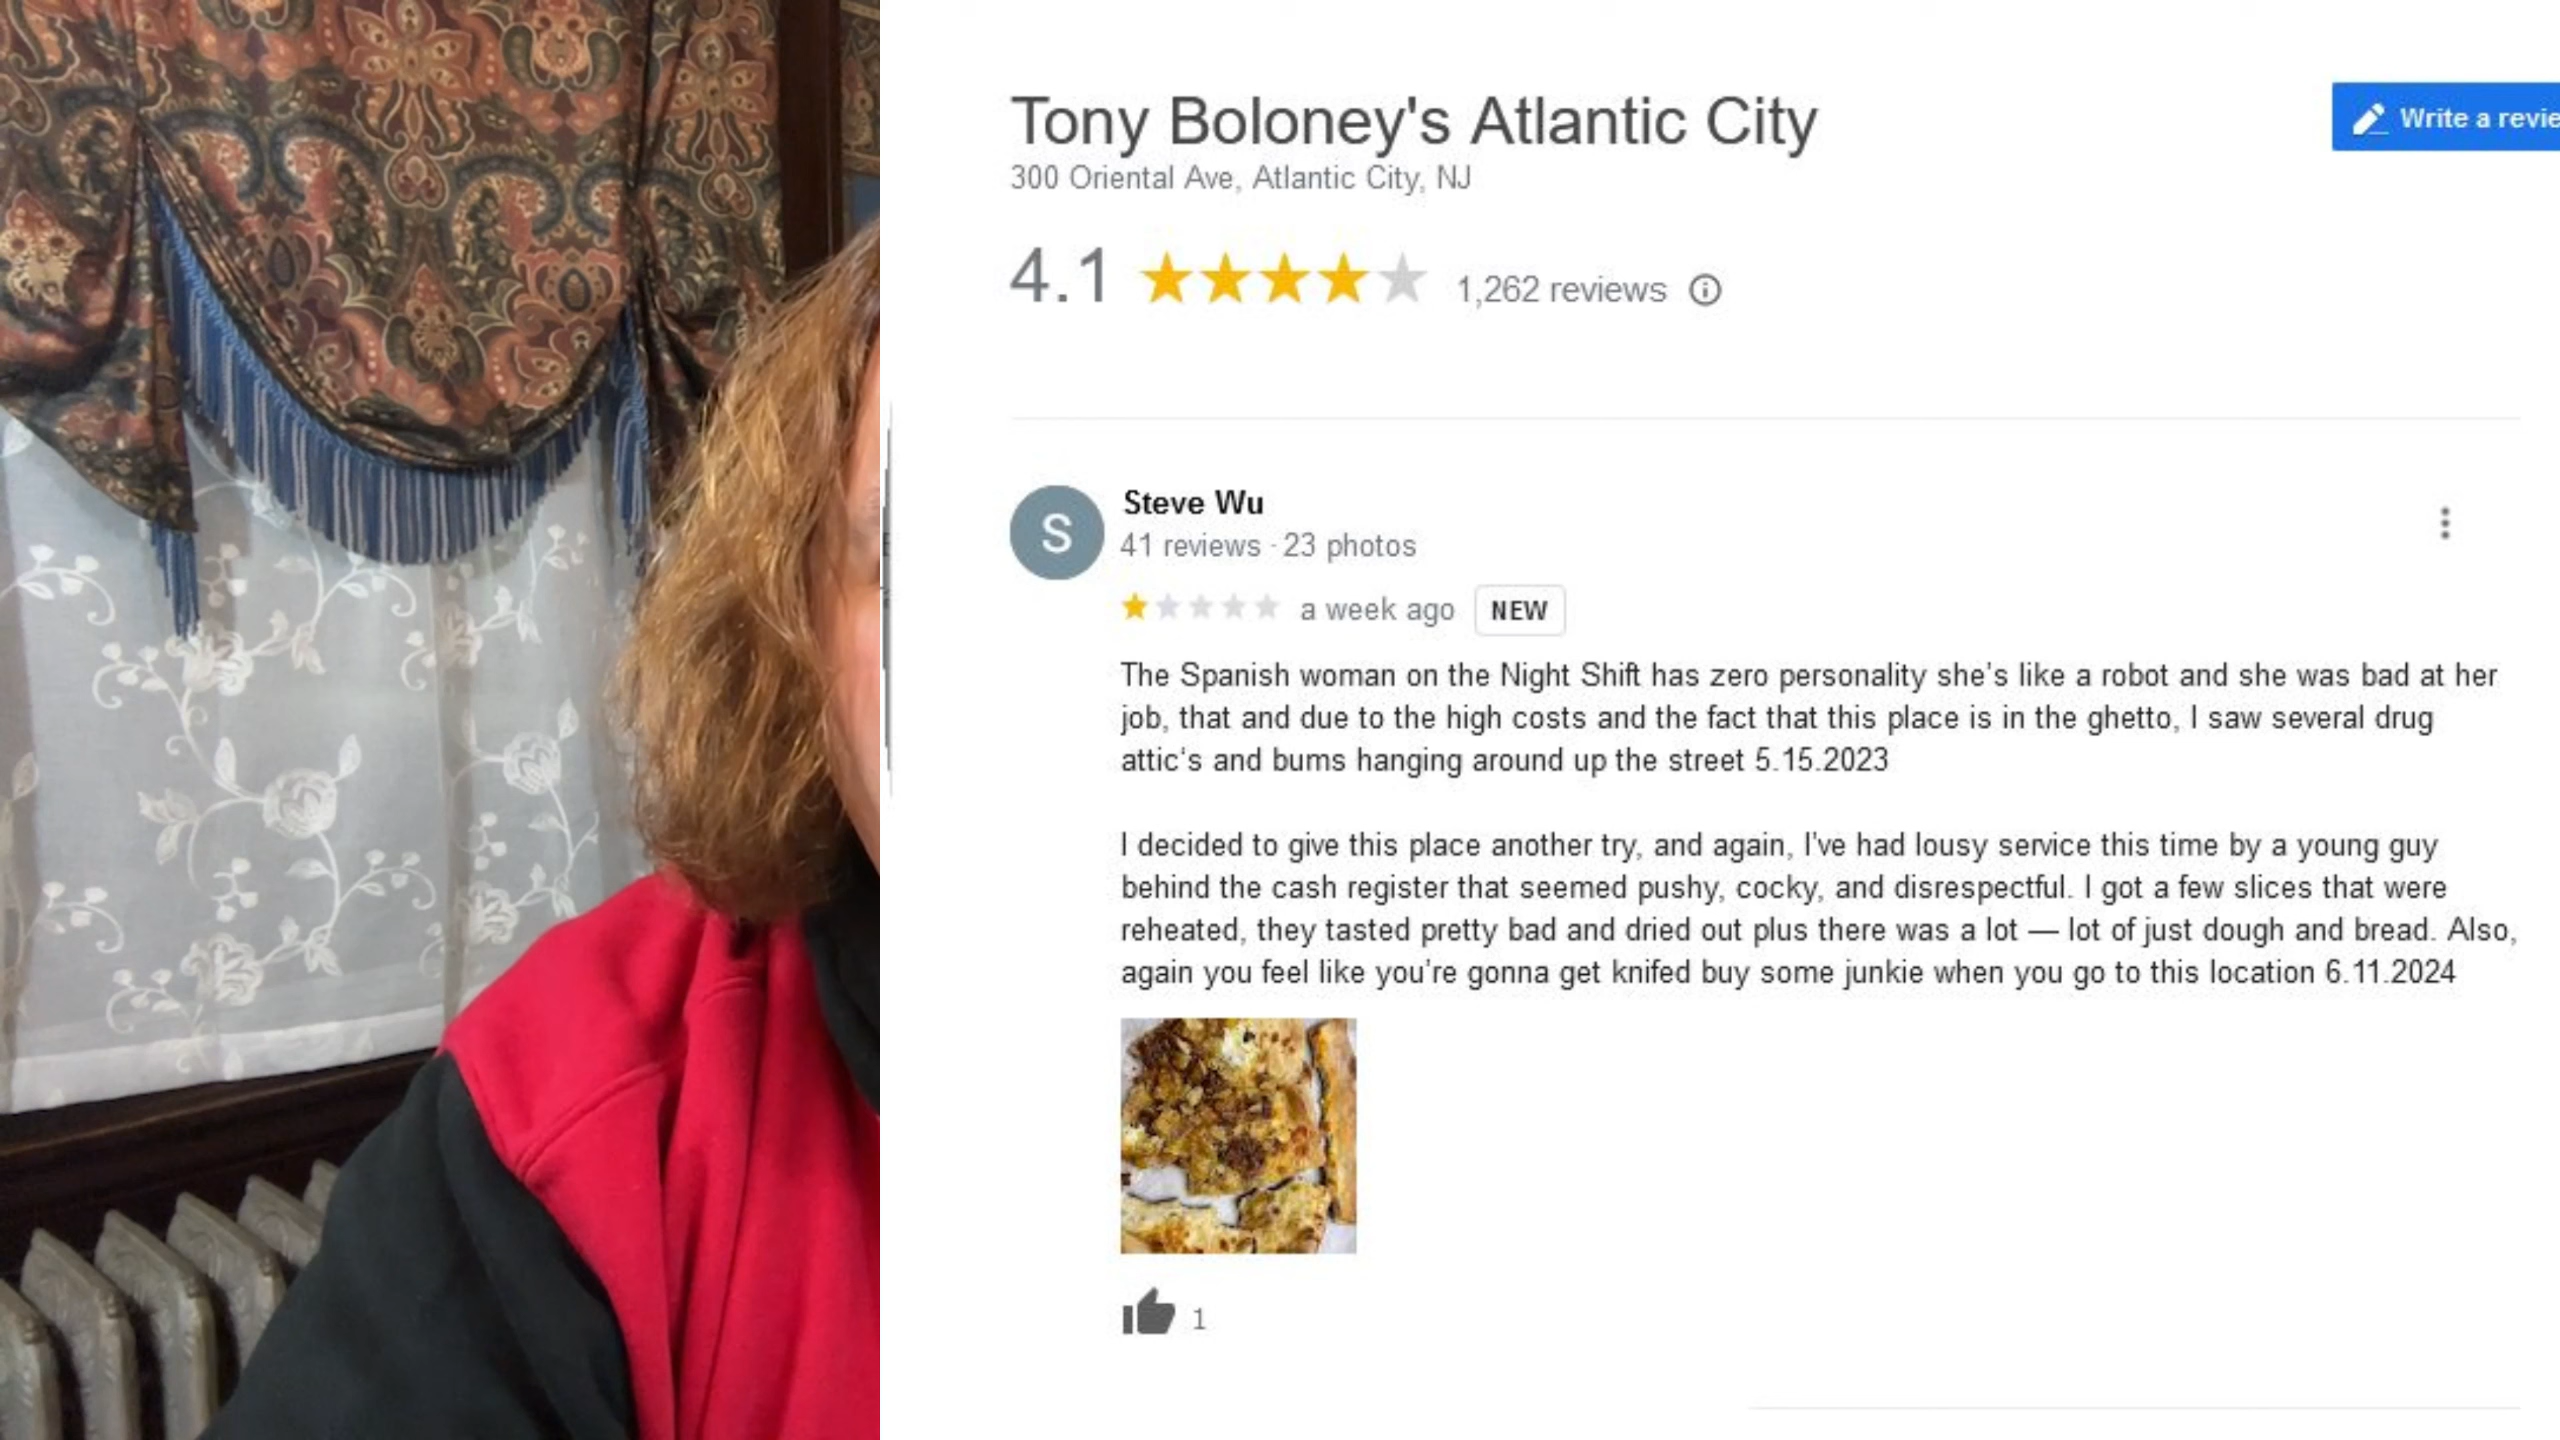 Tony Boloney's Atlantic City
Write a revie
300 Oriental Ave, Atlantic City, NJ
4.1 1,262 reviews
S
Steve Wu
41 reviews · 23 photos
a week ago NEW
The Spanish woman on the Night Shift has zero personality she's like a robot and she was bad at her
job, that and due to the high costs and the fact that this place is in the ghetto, I saw several drug
attic's and bums hanging around up the street 5.15.2023
I decided to give this place another try, and again, I've had lousy service this time by a young guy
behind the cash register that seemed pushy, cocky, and disrespectful. I got a few slices that were
reheated, they tasted pretty bad and dried out plus there was a lot — lot of just dough and bread. Also,
again you feel like you're gonna get knifed buy some junkie when you go to this location 6.11.2024
1